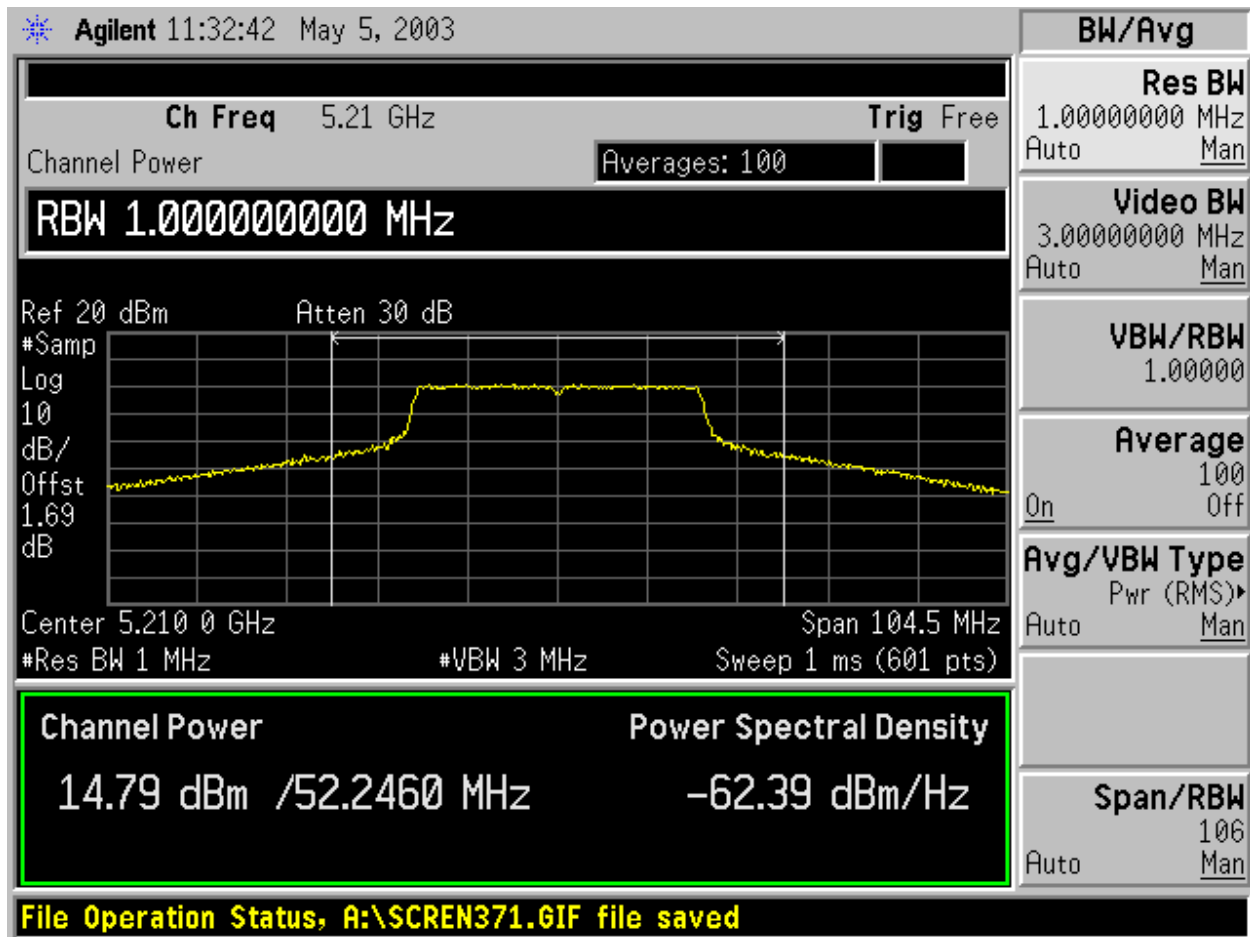 Agilent 11:32:42 May 5, 2003
BW/Avg
Ch Freq 5.21 GHz Trig Free
Channel Power Averages: 100
RBW 1.000000000 MHz
Ref 20 dBm Atten 30 dB
#Samp
Log
10
dB/
Offst
1.69
dB
Center 5.210 0 GHz Span 104.5 MHz
#Res BW 1 MHz #VBW 3 MHz Sweep 1 ms (601 pts)
Channel Power Power Spectral Density
14.79 dBm /52.2460 MHz -62.39 dBm/Hz
Res BW
1.00000000 MHz
Auto Man
Video BW
3.00000000 MHz
Auto Man
VBW/RBW
1.00000
Average
100
On Off
Avg/VBW Type
Pwr (RMS)▸
Auto Man
Span/RBW
106
Auto Man
File Operation Status, A:\SCREN371.GIF file saved